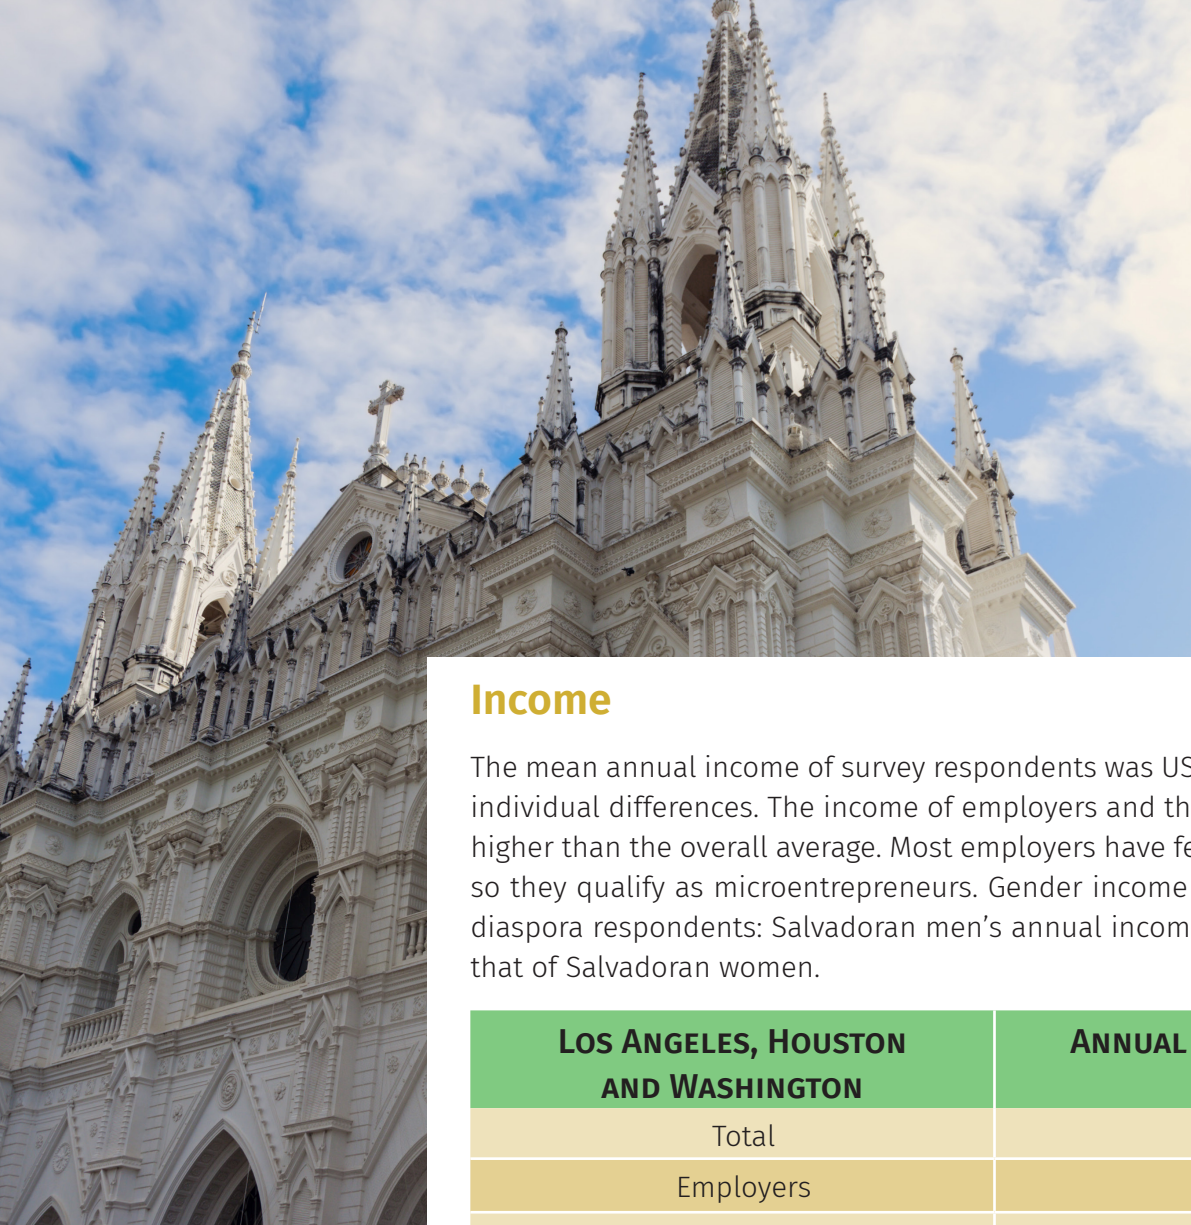 Income
The mean annual income of survey respondents was US
individual differences. The income of employers and th
higher than the overall average. Most employers have fe
so they qualify as microentrepreneurs. Gender income
diaspora respondents: Salvadoran men’s annual incom
that of Salvadoran women.
Los Angeles, Houston Annual
and Washington
Total
Employers